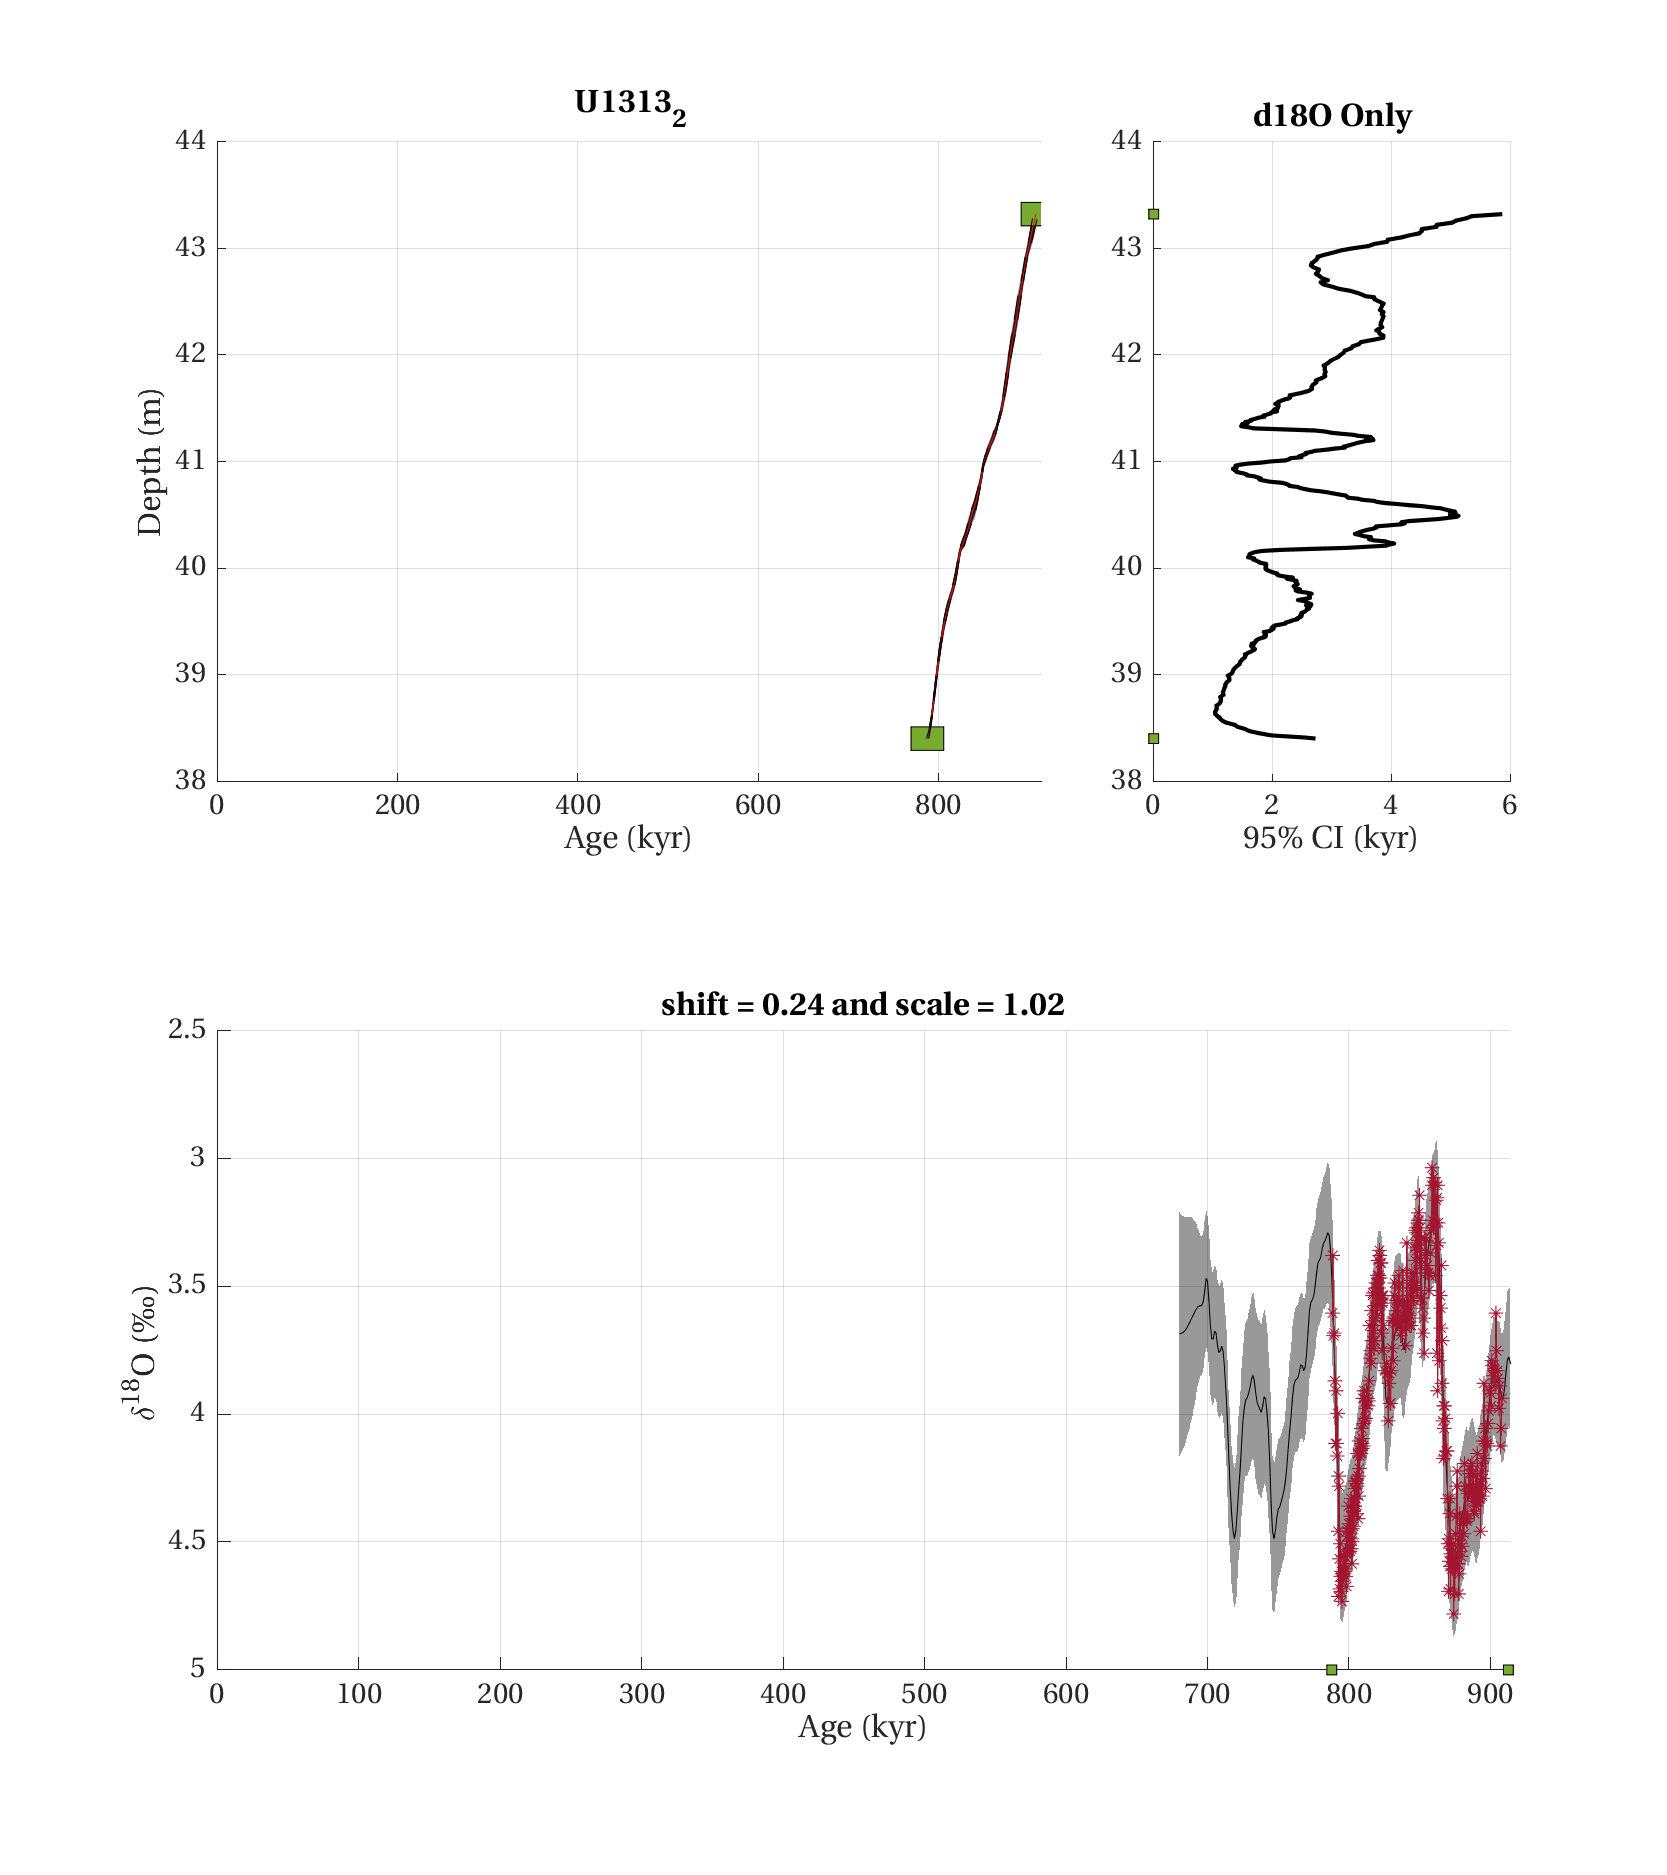 U1313₂
44
43
42
41
40
39
38
Depth (m)
0 200 400 600 800
Age (kyr)
d18O Only
44
43
42
41
40
39
38
0 2 4 6
95% CI (kyr)
shift = 0.24 and scale = 1.02
2.5
3
3.5
4
4.5
5
δ¹⁸O (‰)
0 100 200 300 400 500 600 700 800 900
Age (kyr)